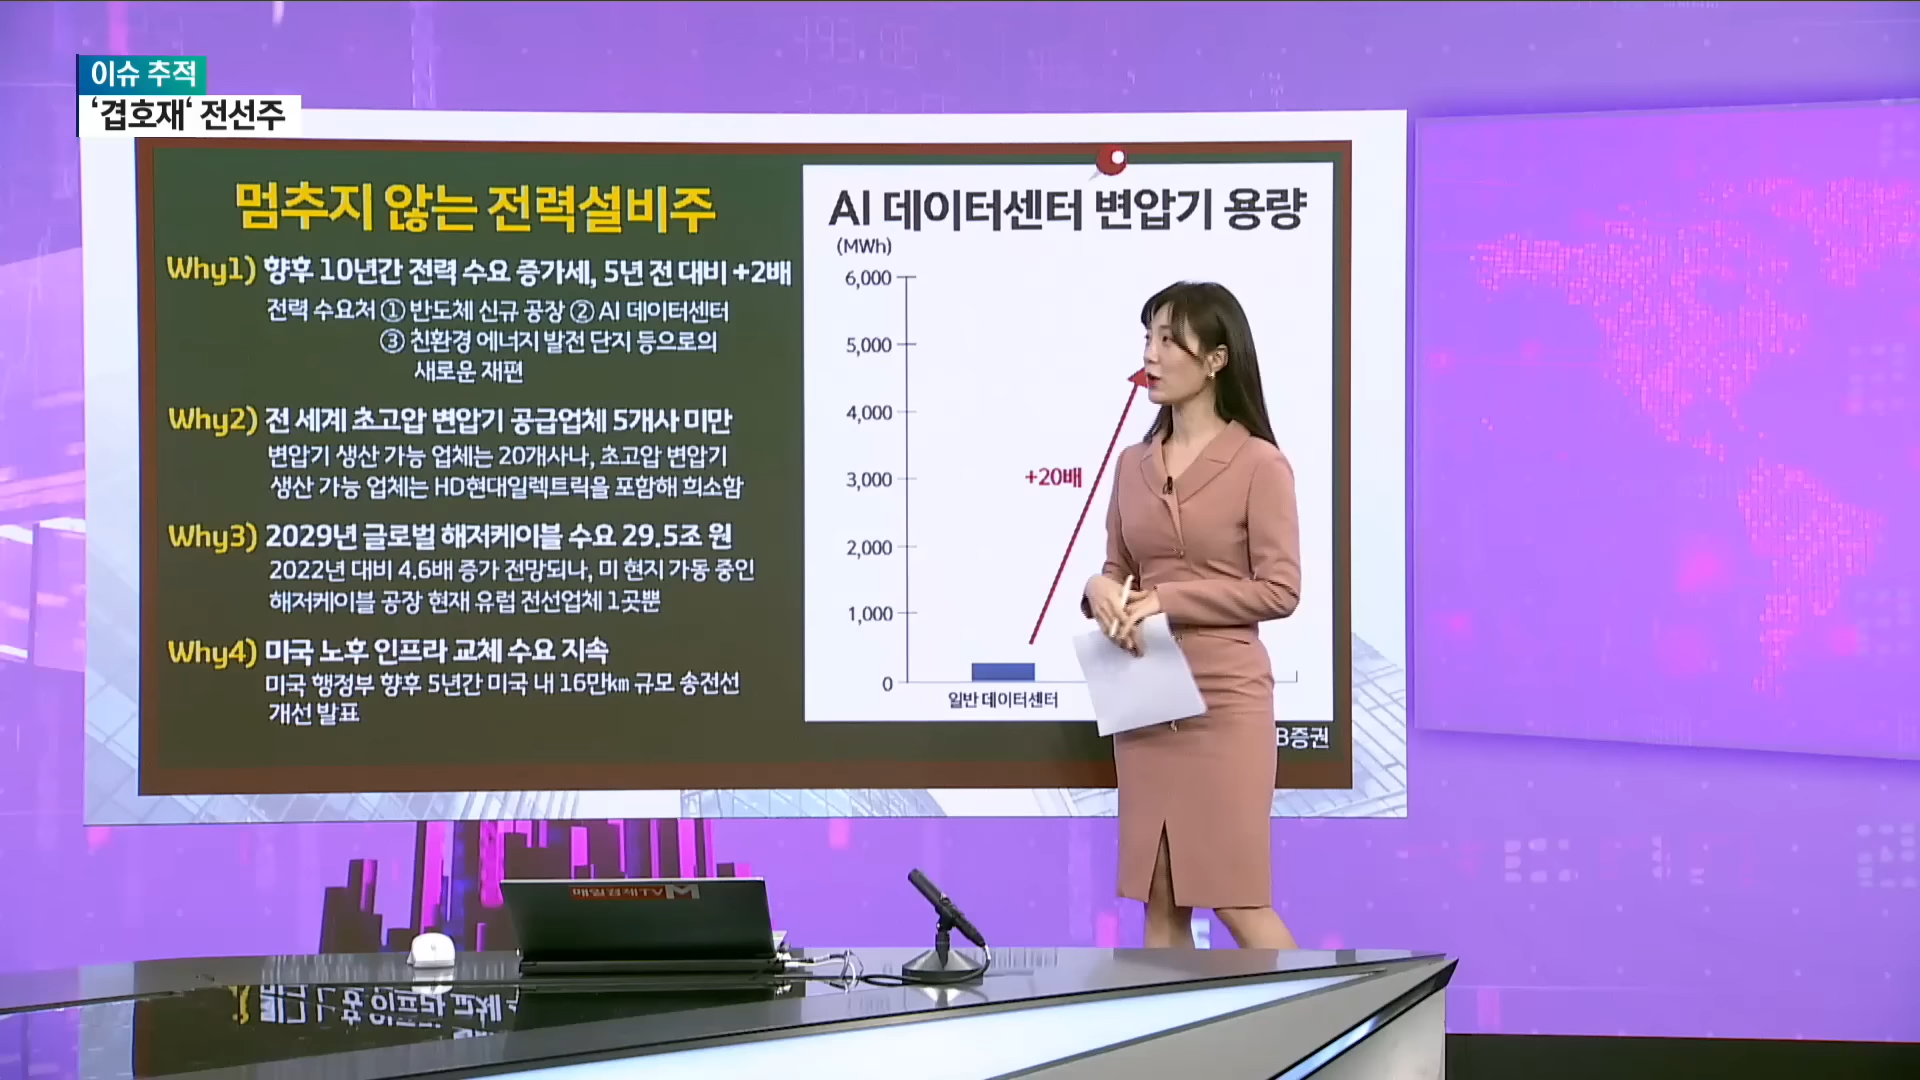 이슈 추적
‘겹호재‘ 전선주
멈추지 않는 전력설비주
Why1) 향후 10년간 전력 수요 증가세, 5년 전 대비 +2배
전력 수요처 ① 반도체 신규 공장 ② AI 데이터센터
③ 친환경 에너지 발전 단지 등으로의
새로운 재편
Why2) 전 세계 초고압 변압기 공급업체 5개사 미만
변압기 생산 가능 업체는 20개사나, 초고압 변압기
생산 가능 업체는 HD현대일렉트릭을 포함해 희소함
Why3) 2029년 글로벌 해저케이블 수요 29.5조 원
2022년 대비 4.6배 증가 전망되나, 미 현지 가동 중인
해저케이블 공장 현재 유럽 전선업체 1곳뿐
Why4) 미국 노후 인프라 교체 수요 지속
미국 행정부 향후 5년간 미국 내 16만㎞ 규모 송전선
개선 발표
AI 데이터센터 변압기 용량
(MWh)
6,000
5,000
4,000
+20배
3,000
2,000
1,000
0
일반 데이터센터
B증권
매일경제TV M